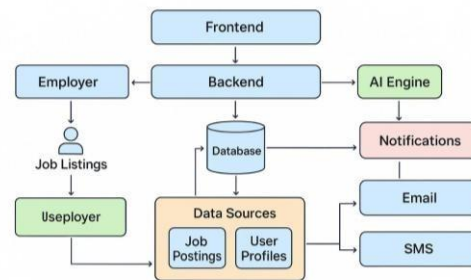 Frontend
Employer
Backend
AI Engine
Job Listings
Database
Notifications
Useployer
Data Sources
Job
Postings
User
Profiles
Email
SMS